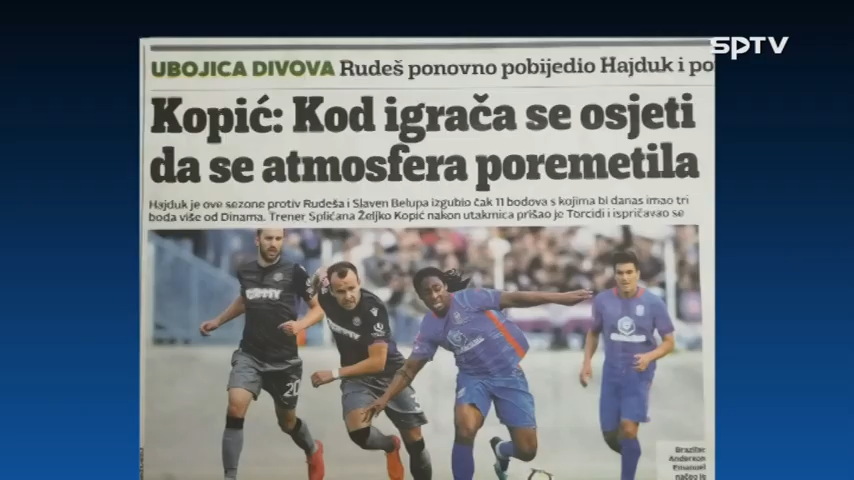 SPTV
UBOJICA DIVOVA Rudeš ponovno pobijedio Hajduk i po
Kopić: Kod igrača se osjeti
da se atmosfera poremetila
Hajduk je ove sezone protiv Rudeša i Slaven Belupa izgubio čak 11 bodova s kojima bi danas imao tri
boda više od Dinama. Trener Splićana Željko Kopić nakon utakmica prišao je Torcidi i ispričavao se
20
Brazilac
Anderson
Emanuel